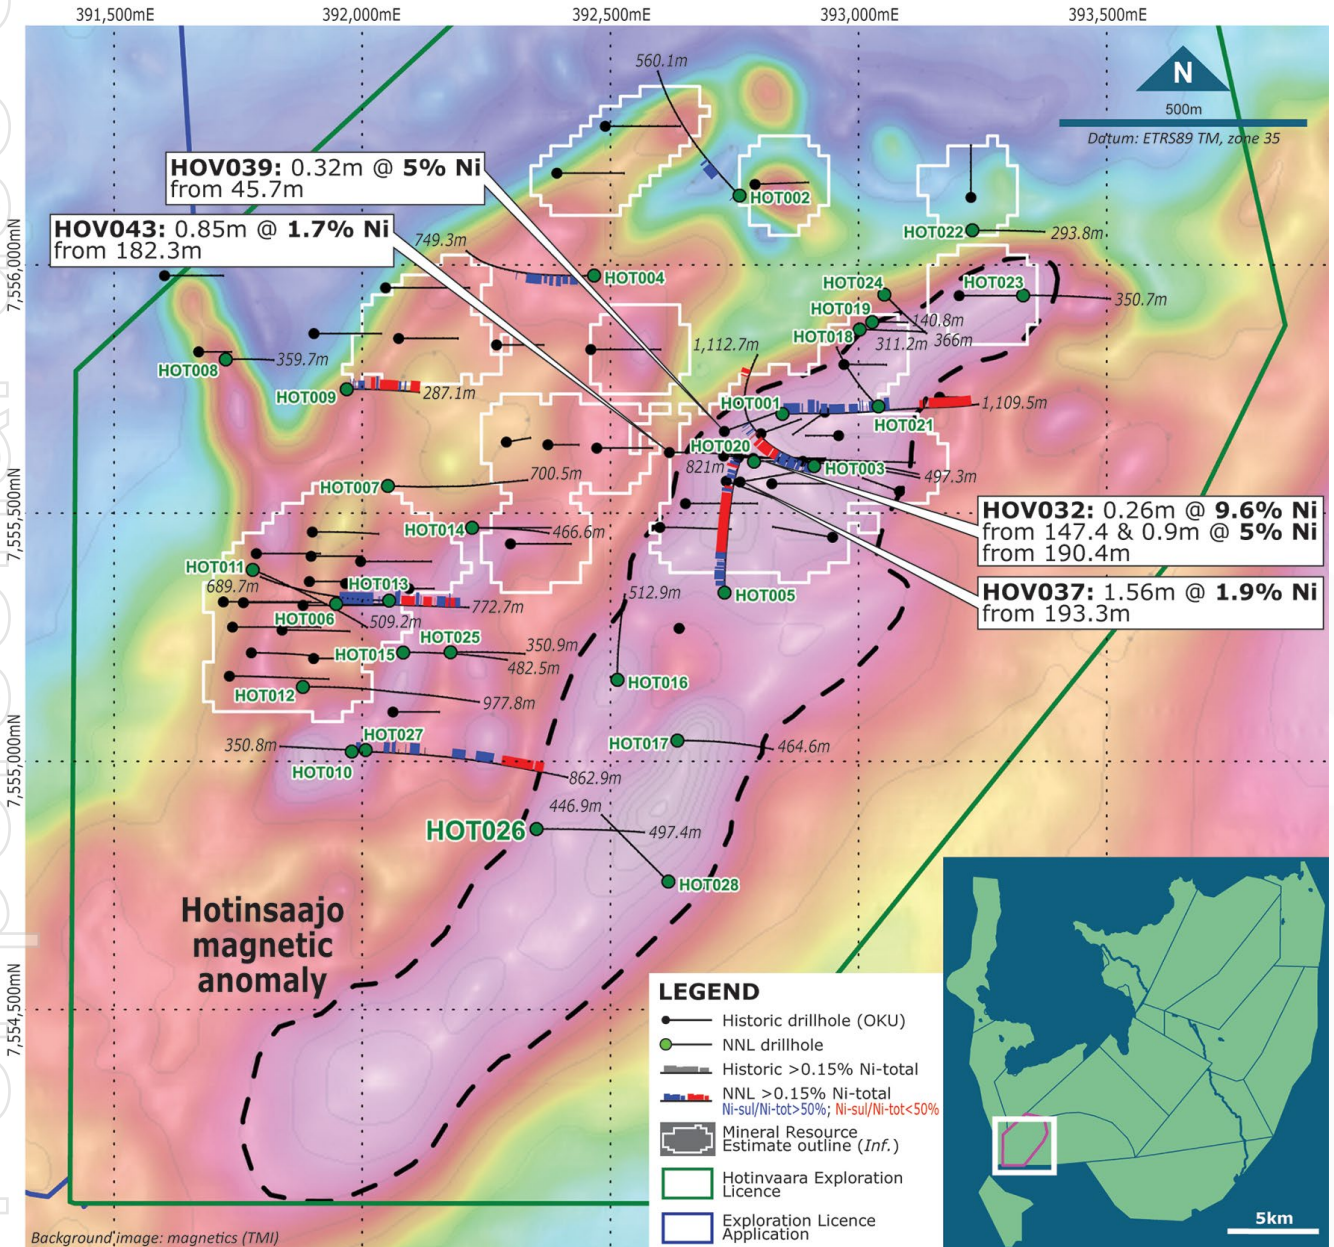 391,500mE
392,000mE
392,500mE
393,000mE
393,500mE
N
500m
Datum: ETRS89 TM, zone 35
560.1m
HOV039: 0.32m @ 5% Ni
from 45.7m
HOT002
HOV043: 0.85m @ 1.7% Ni
from 182.3m
HOT022
293.8m
7,556,000mN
749.3m
HOT004
HOT024
HOT023
350.7m
HOT019
140.8m
HOT018
311.2m
366m
1,112.7m
359.7m
HOT008
HOT009
287.1m
HOT001
1,109.5m
HOT021
HOT020
821m
HOT003
497.3m
700.5m
HOT007
7,555,500mN
HOT014
466.6m
HOV032: 0.26m @ 9.6% Ni
from 147.4 & 0.9m @ 5% Ni
from 190.4m
HOT011
689.7m
HOT013
772.7m
HOT005
512.9m
HOV037: 1.56m @ 1.9% Ni
from 193.3m
HOT006
509.2m
HOT025
350.9m
HOT015
482.5m
HOT016
HOT012
977.8m
HOT027
350.8m
HOT010
862.9m
HOT017
464.6m
7,555,000mN
446.9m
HOT026
497.4m
HOT028
Hotinsaajo
magnetic
anomaly
7,554,500mN
LEGEND
Historic drillhole (OKU)
NNL drillhole
Historic >0.15% Ni-total
NNL >0.15% Ni-total
Ni-sul/Ni-tot>50%; Ni-sul/Ni-tot<50%
Mineral Resource
Estimate outline (Inf.)
Hotinvaara Exploration
Licence
Exploration Licence
Application
5km
Background image: magnetics (TMI)